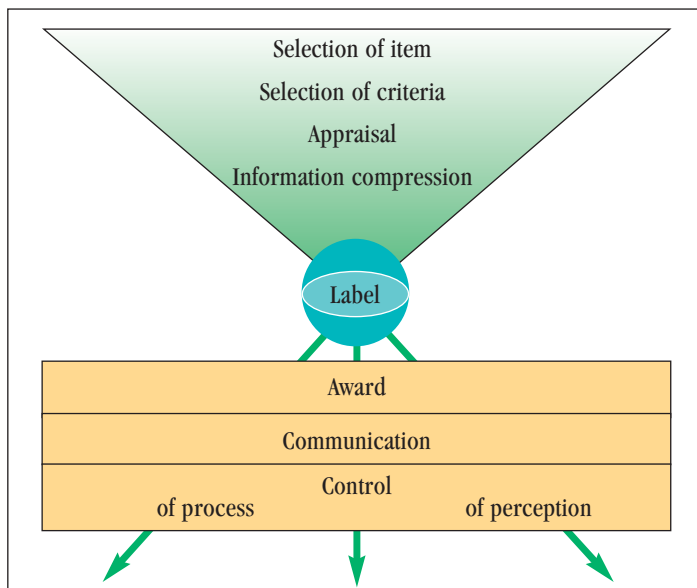 Selection of item
Selection of criteria
Appraisal
Information compression
Label
Award
Communication
Control
of process of perception